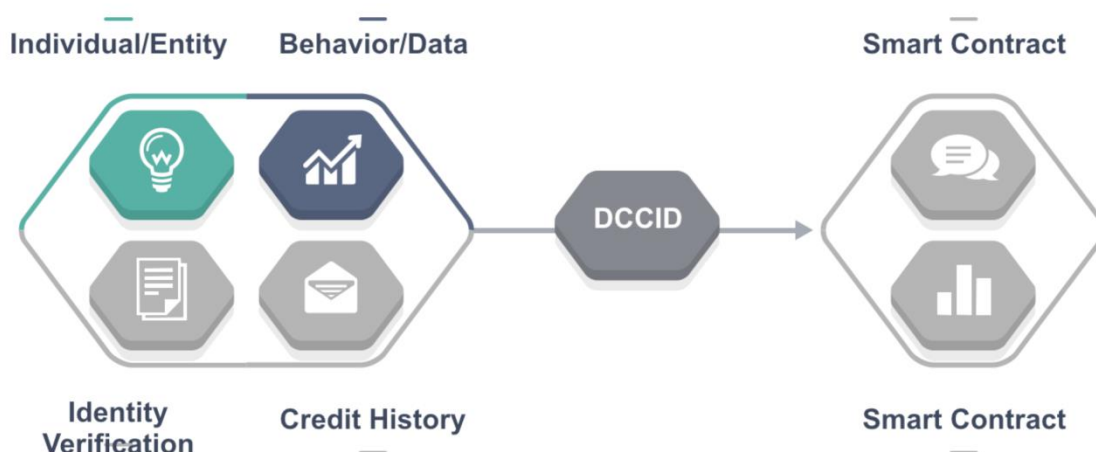 Individual/Entity
Behavior/Data
Smart Contract
DCCID
Identity
Verification
Credit History
Smart Contract